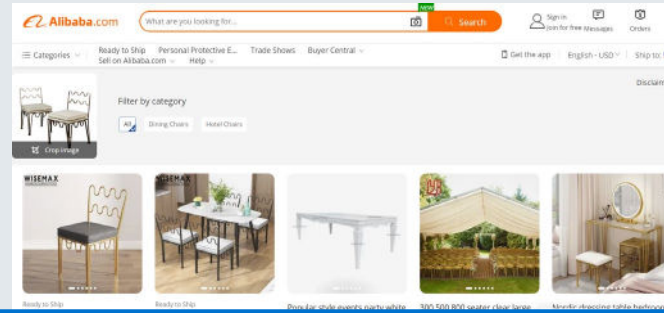 Alibaba.com
What are you looking for...
NEW
Search
Sign in
Join for free
Messages
Orders
Categories
Ready to Ship
Personal Protective E...
Trade Shows
Buyer Central
Sell on Alibaba.com
Help
Get the app
English - USD
Ship to:
Disclaim
Filter by category
All
Dining Chairs
Hotel Chairs
Crop image
WISEMAX
WISEMAX
Ready to Ship
Ready to Ship
Popular style events party white
300 500 800 seater clear large
Nordic dressing table bedroom